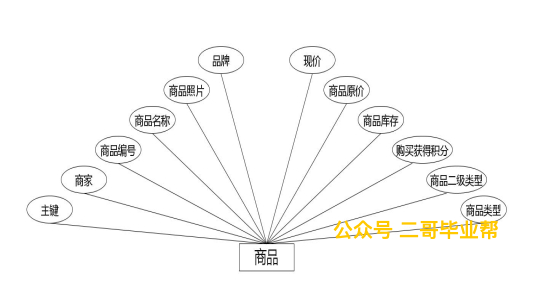 品牌
现价
商品照片
商品原价
商品名称
商品库存
商品编号
购买获得积分
商家
商品二级类型
主键
商品类型
公众号 二哥毕业帮
商品